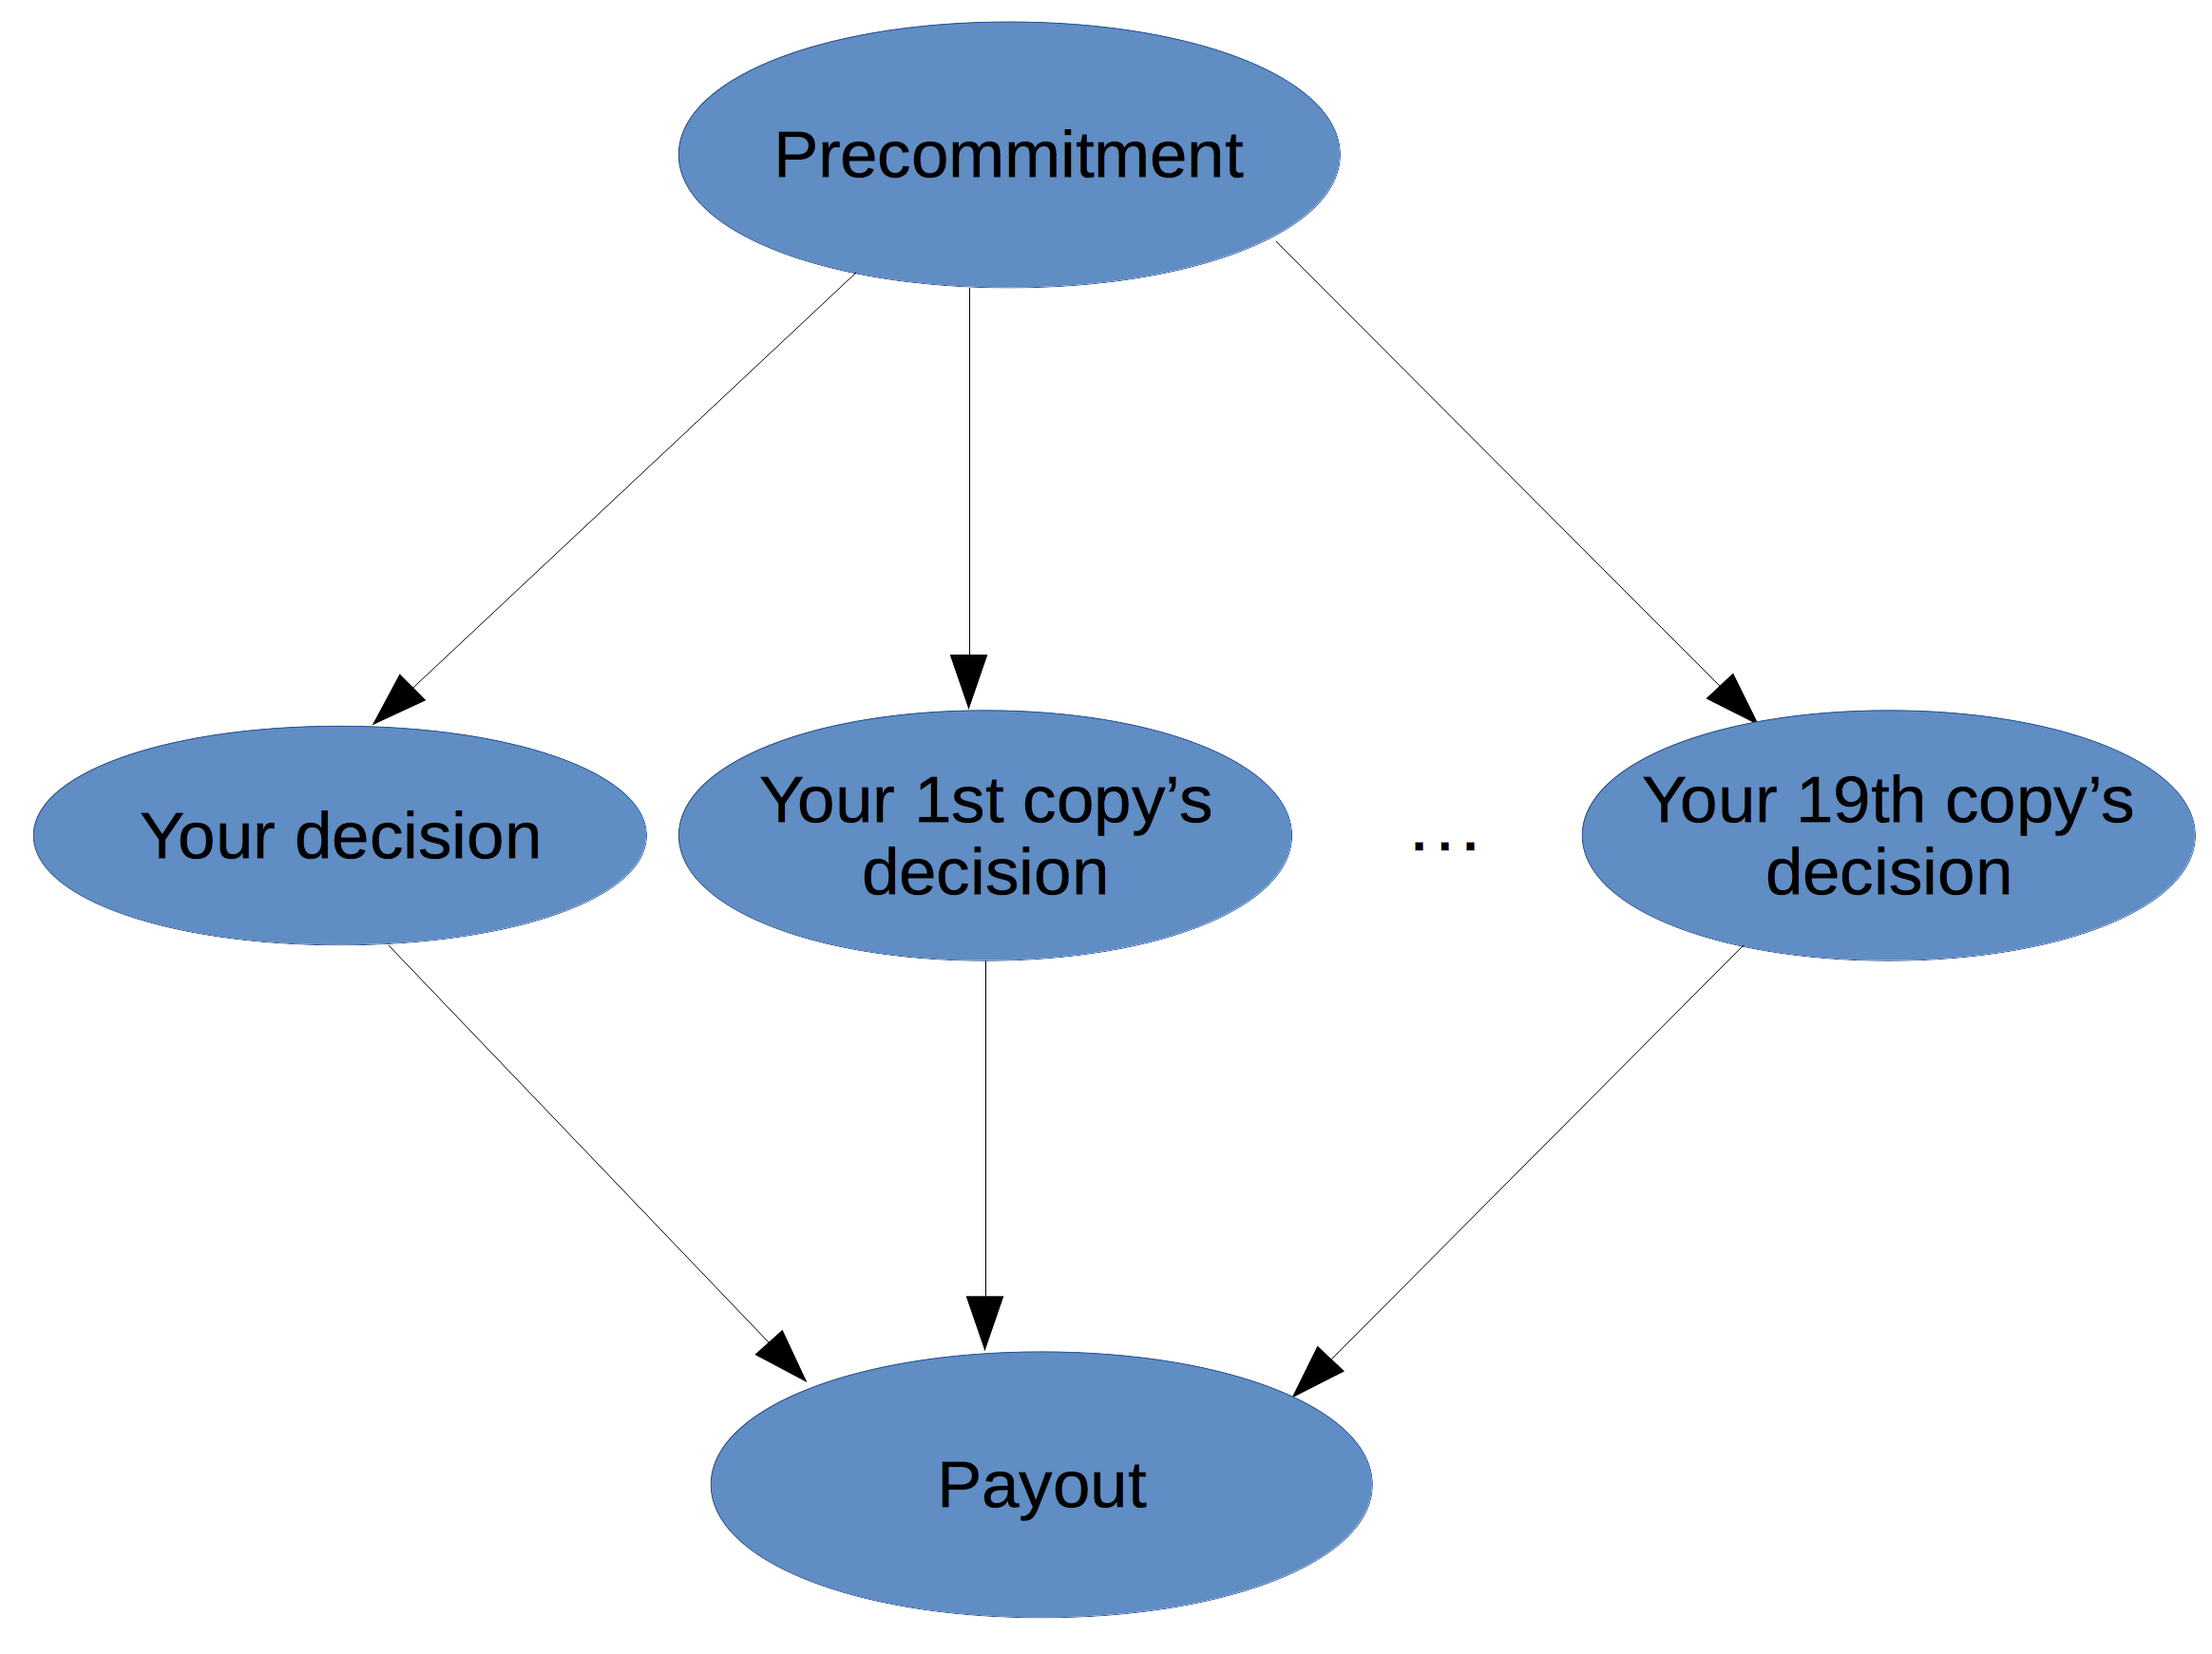 Precommitment
Your decision
Your 1st copy’s
decision
...
Your 19th copy’s
decision
Payout